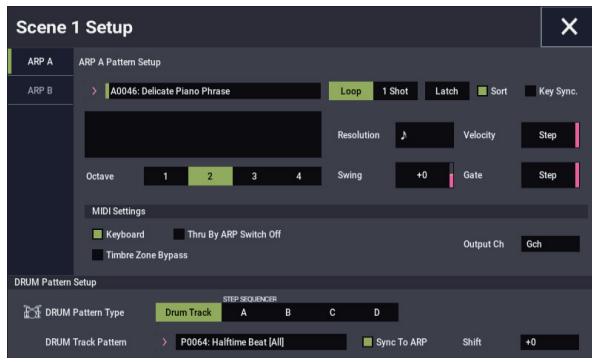 Scene 1 Setup
ARP A
ARP A Pattern Setup
ARP B
A0046: Delicate Piano Phrase
Loop
1 Shot
Latch
Sort
Key Sync.
Resolution
Velocity
Step
Octave
1
2
3
4
Swing
+0
Gate
Step
MIDI Settings
Keyboard
Thru By ARP Switch Off
Timbre Zone Bypass
Output Ch
Gch
DRUM Pattern Setup
STEP SEQUENCER
DRUM Pattern Type
Drum Track
A
B
C
D
DRUM Track Pattern
P0064: Halftime Beat [All]
Sync To ARP
Shift
+0